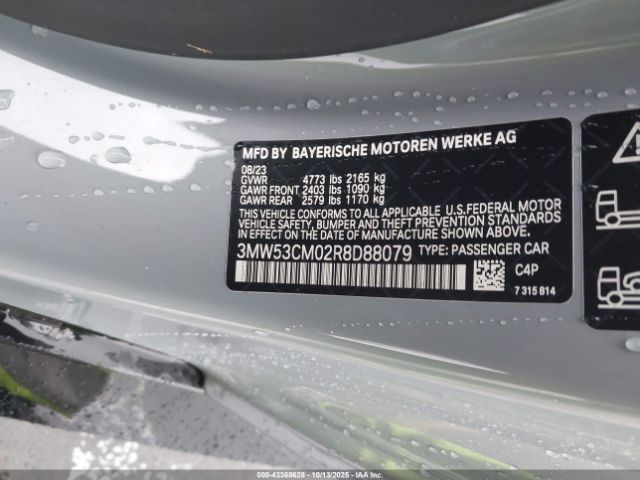 MFD BY BAYERISCHE MOTOREN WERKE AG
08/23
GVWR 4773 lbs 2165 kg
GAWR FRONT 2403 lbs 1090 kg
GAWR REAR 2579 lbs 1170 kg
THIS VEHICLE CONFORMS TO ALL APPLICABLE U.S.FEDERAL MOTOR
VEHICLE SAFETY, BUMPER AND THEFT PREVENTION STANDARDS
IN EFFECT ON THE DATE OF MANUFACTURE SHOWN ABOVE.
3MW53CM02R8D88079 TYPE: PASSENGER CAR
C4P
7 315 814
000-43368628 - 10/13/2025 - IAA Inc.